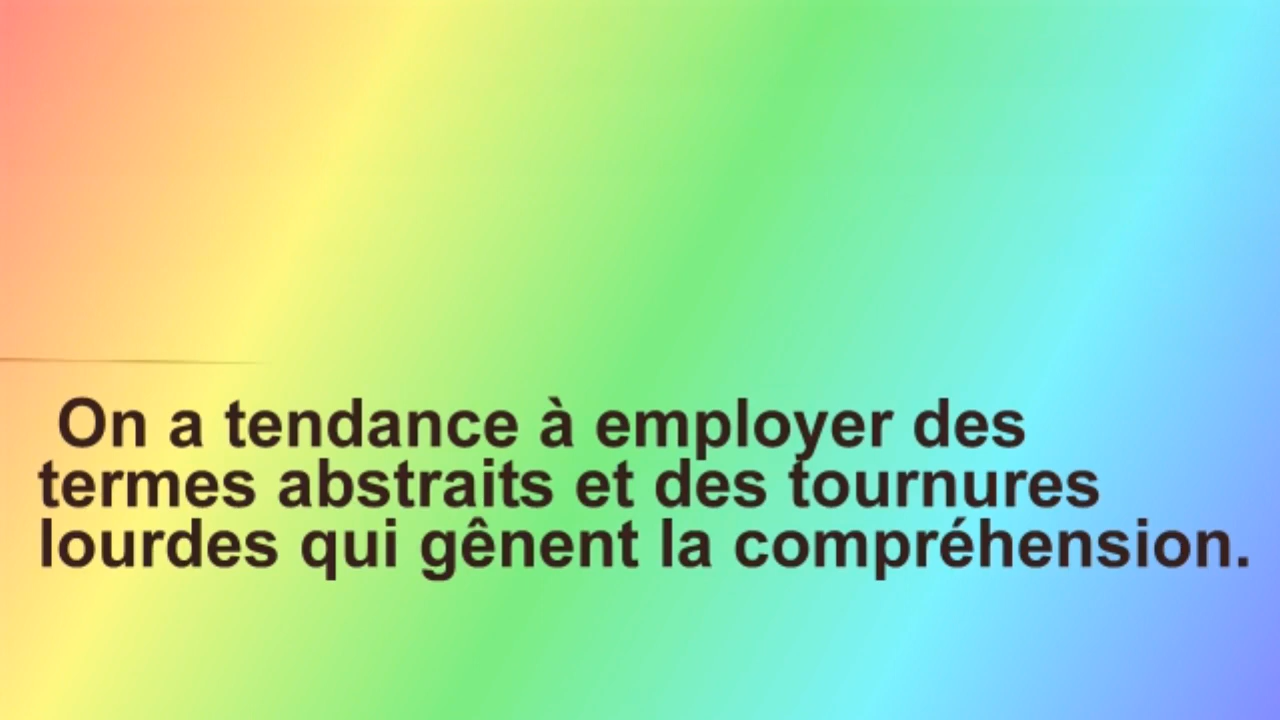 On a tendance à employer des
termes abstraits et des tournures
lourdes qui gênent la compréhension.